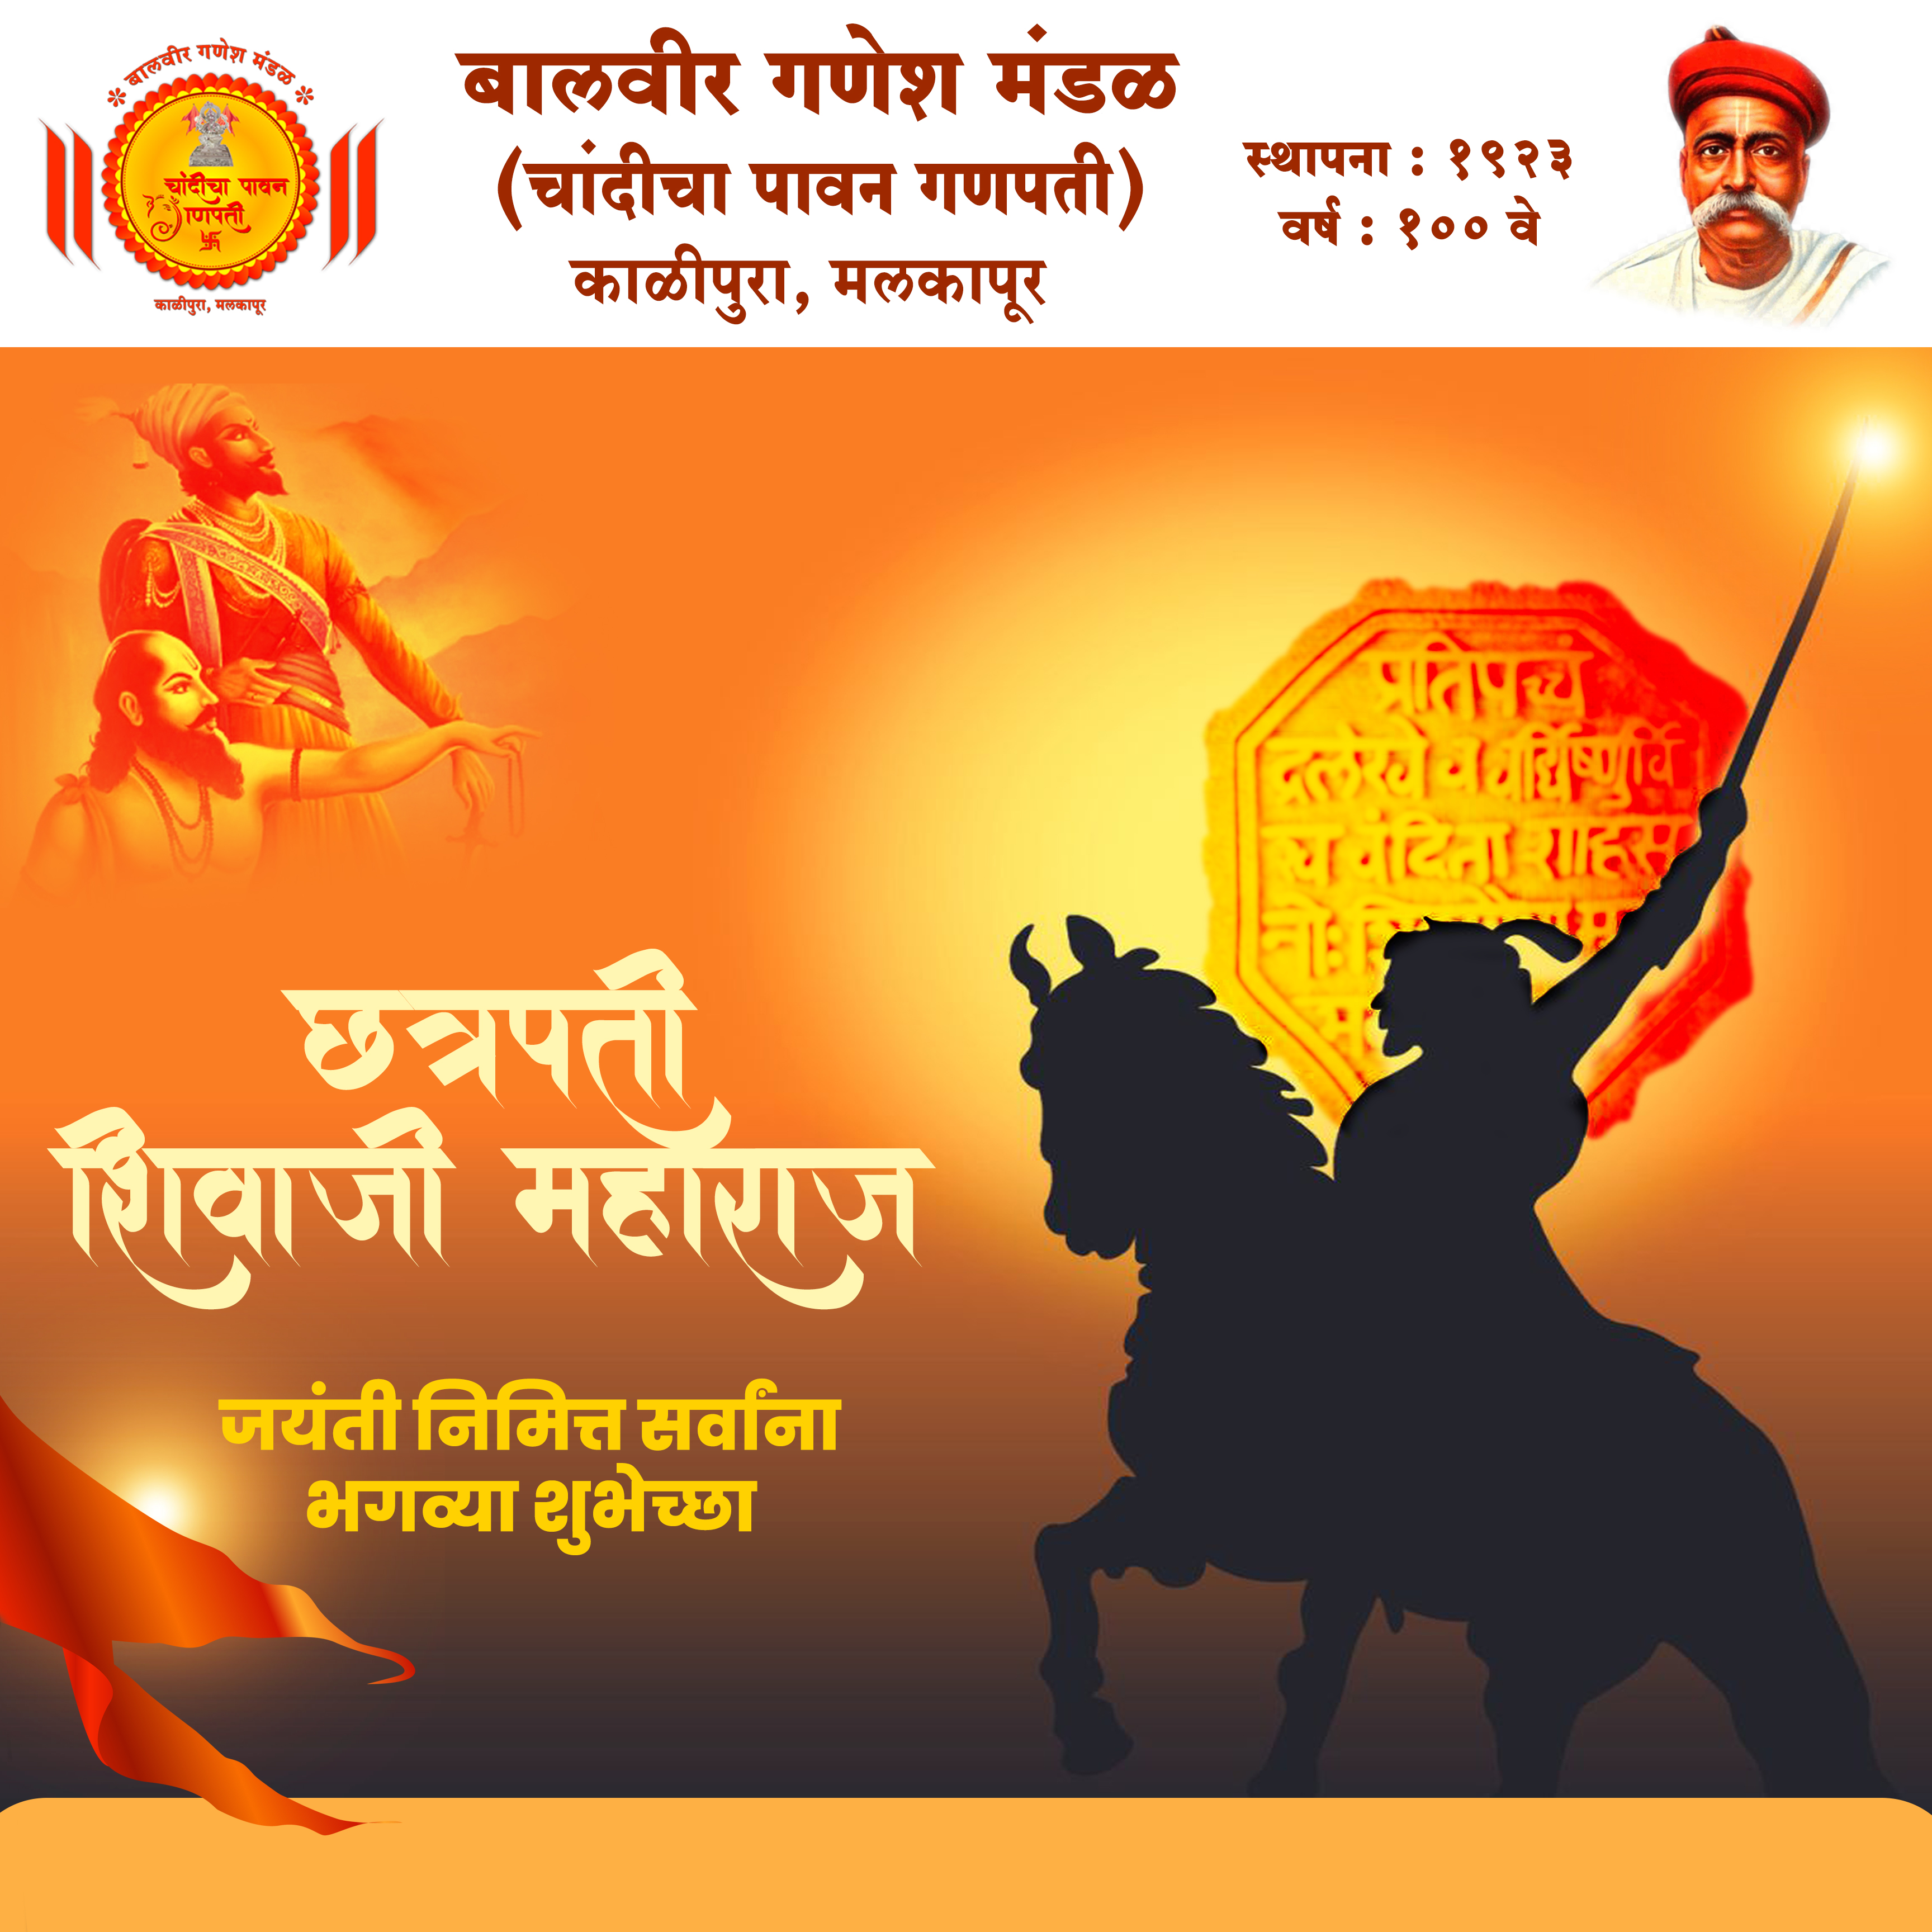 बालवीर गणेश मंडळ
चांदीचा पावन
गणपती
काळीपुरा, मलकापूर
बालवीर गणेश मंडळ
(चांदीचा पावन गणपती)
काळीपुरा, मलकापूर
स्थापना : १९२३
वर्ष : १०० वे
प्रतिपच्चं
वंदिता शाहस
छत्रपती
शिवाजी महाराज
जयंती निमित्त सर्वांना
भगव्या शुभेच्छा